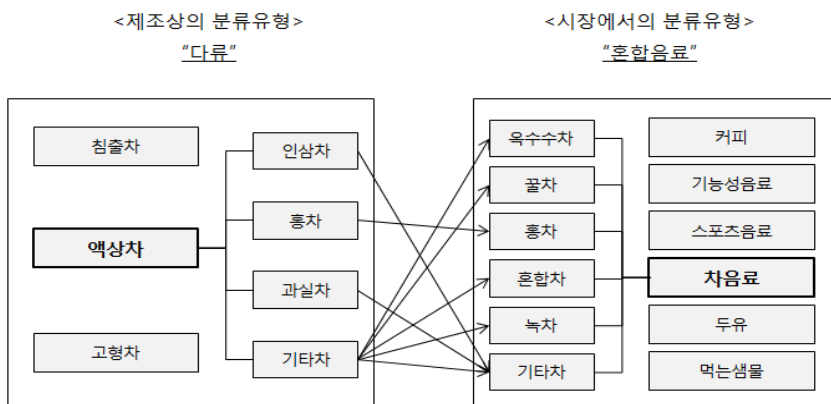 <제조상의 분류유형>
"다류"
<시장에서의 분류유형>
"혼합음료"
침출차
액상차
고형차
인삼차
홍차
과실차
기타차
옥수수차
꿀차
홍차
혼합차
녹차
기타차
커피
기능성음료
스포츠음료
차음료
두유
먹는샘물